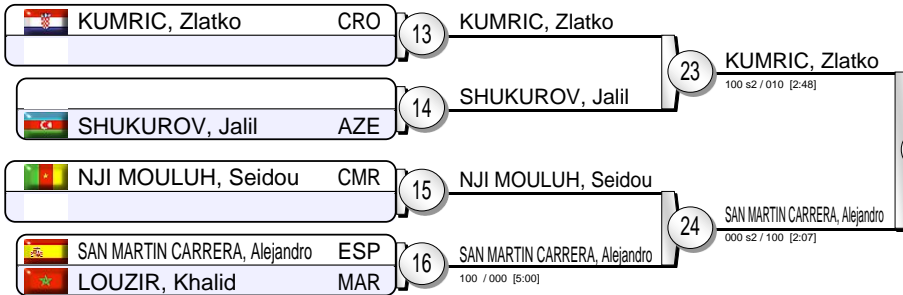 KUMRIC, Zlatko CRO
SHUKUROV, Jalil AZE
NJI MOULUH, Seidou CMR
SAN MARTIN CARRERA, Alejandro ESP
LOUZIR, Khalid MAR
13
14
15
16
KUMRIC, Zlatko
SHUKUROV, Jalil
NJI MOULUH, Seidou
SAN MARTIN CARRERA, Alejandro
100 / 000 [5:00]
23
24
KUMRIC, Zlatko
100 s2 / 010 [2:48]
SAN MARTIN CARRERA, Alejandro
000 s2 / 100 [2:07]